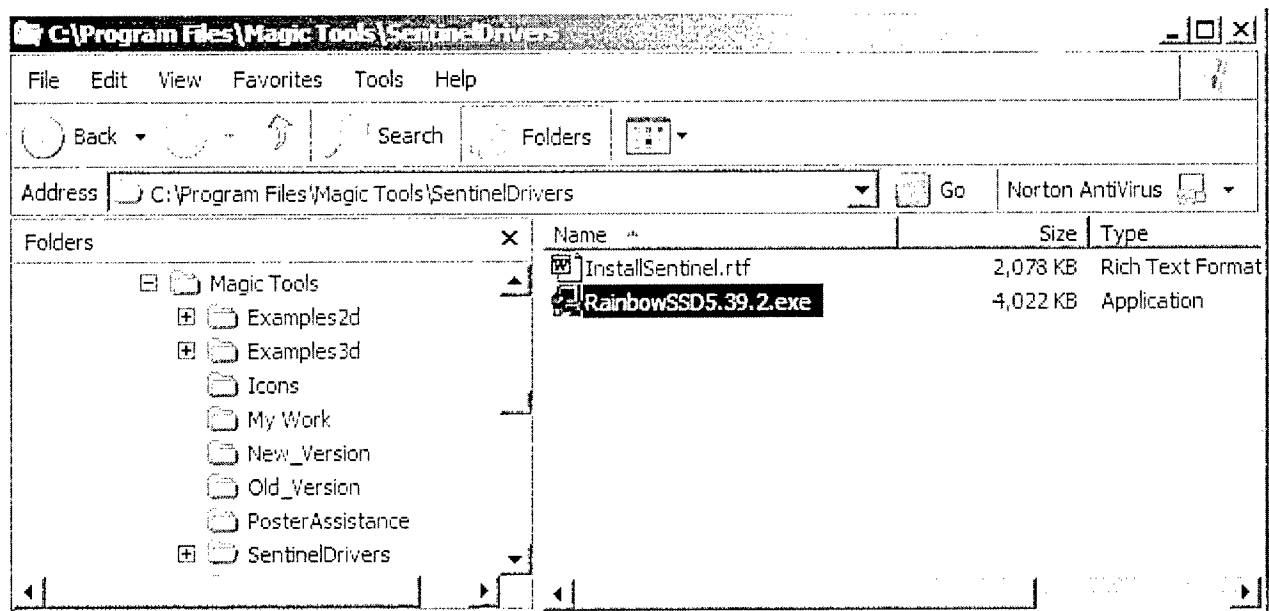 C:\Program Files\Magic Tools\SentinelDrivers
File Edit View Favorites Tools Help
Back Search Folders
Address C:\Program Files\Magic Tools\SentinelDrivers Go Norton AntiVirus
Folders
Name Size Type
Magic Tools
Examples2d
Examples3d
Icons
My Work
New_Version
Old_Version
PosterAssistance
SentinelDrivers
InstallSentinel.rtf 2,078 KB Rich Text Format
RainbowSSD5.39.2.exe 4,022 KB Application